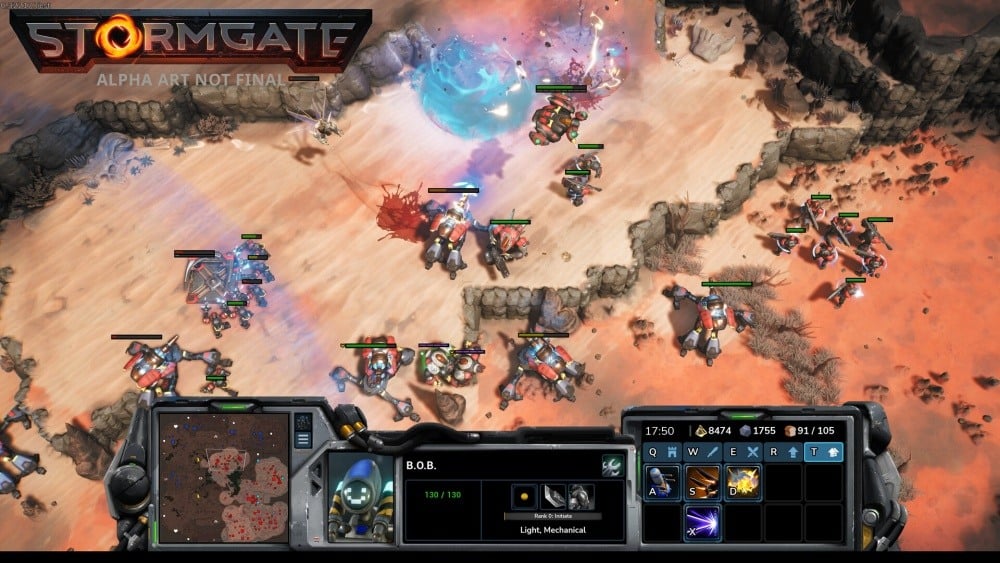 STORMGATE
ALPHA ART NOT FINAL
17:50 8474 1755 91 / 105
Q W E R T
B.O.B.
A S D
130 / 130
Rank 0: Initiate
X
Light, Mechanical